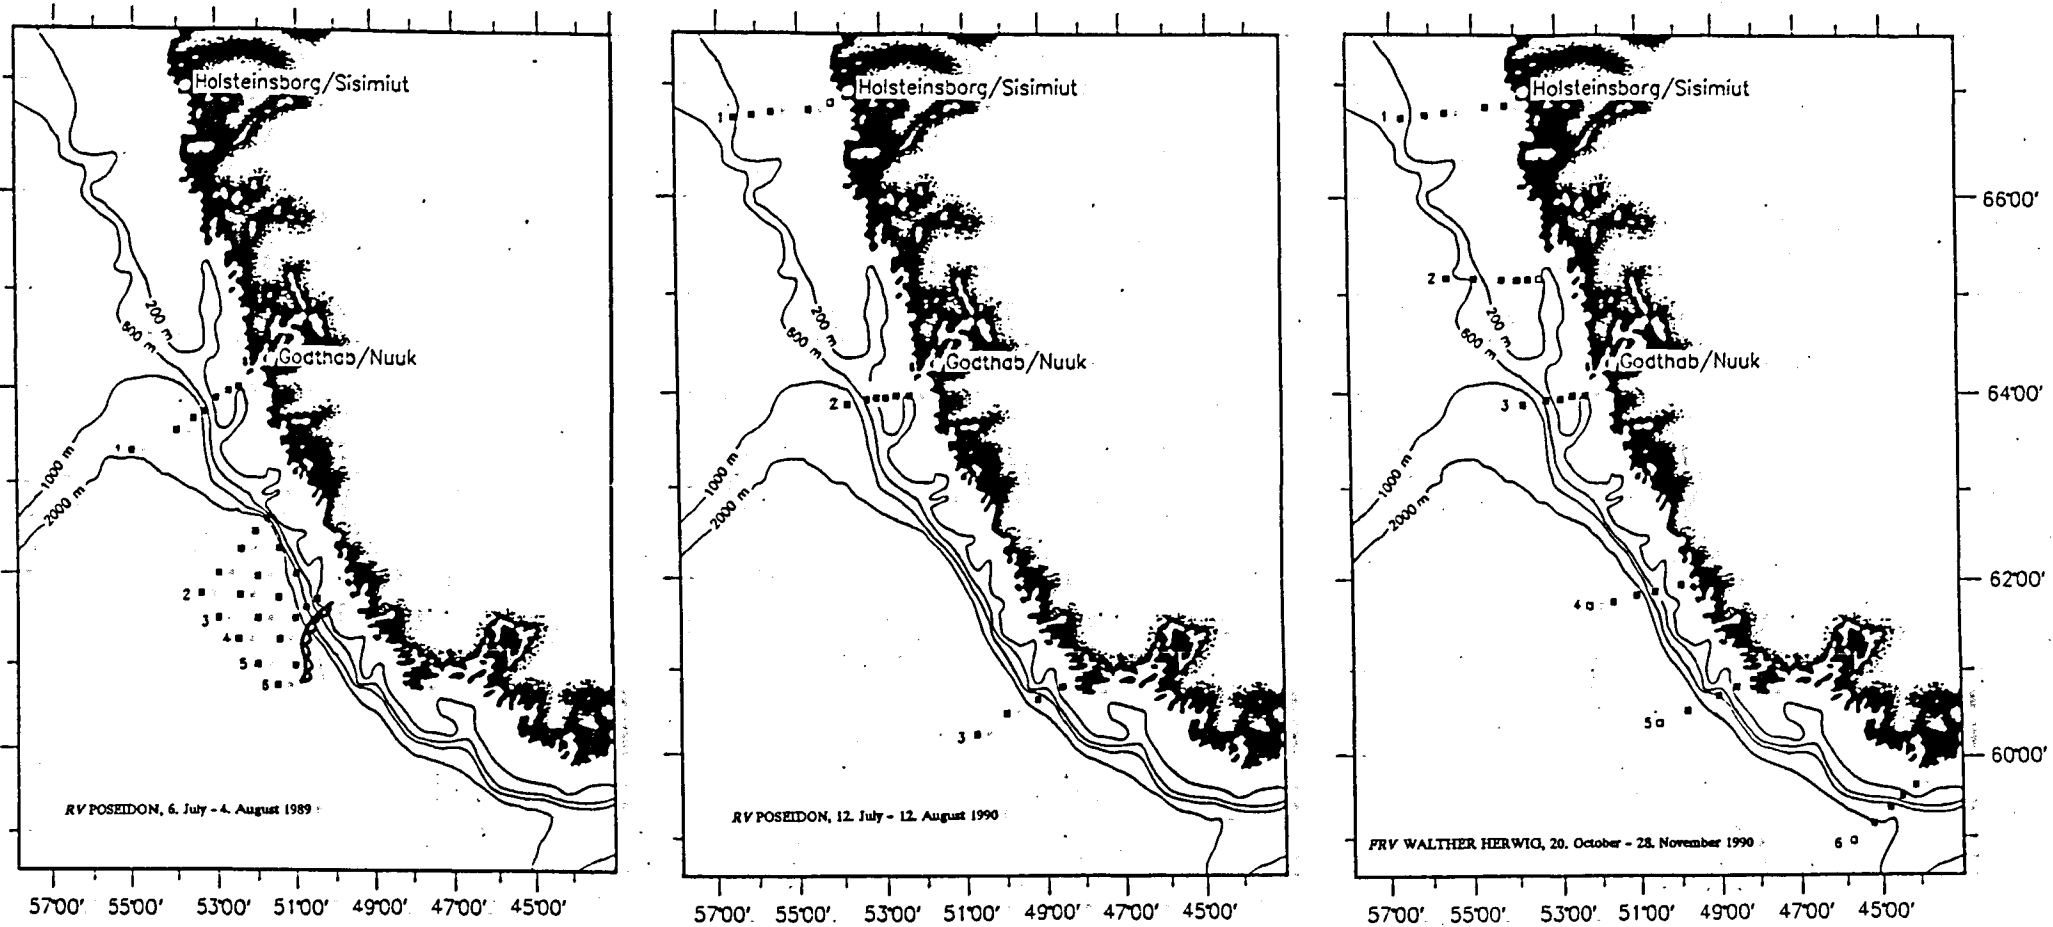 Holsteinsborg/Sisimiut
200 m
600 m
Godthab/Nuuk
1000 m
2000 m
1
2
3
4
5
6
RV POSEIDON, 6. July - 4. August 1989
57°00' 55°00' 53°00' 51°00' 49°00' 47°00' 45°00'
Holsteinsborg/Sisimiut
1
200 m
600 m
Godthab/Nuuk
2
1000 m
2000 m
3
RV POSEIDON, 12. July - 12. August 1990
57°00' 55°00' 53°00' 51°00' 49°00' 47°00' 45°00'
Holsteinsborg/Sisimiut
1
66°00'
2
200 m
600 m
Godthab/Nuuk
64°00'
3
1000 m
2000 m
62°00'
4
5
60°00'
FRV WALTHER HERWIG, 20. October - 28. November 1990
6
57°00' 55°00' 53°00' 51°00' 49°00' 47°00' 45°00'